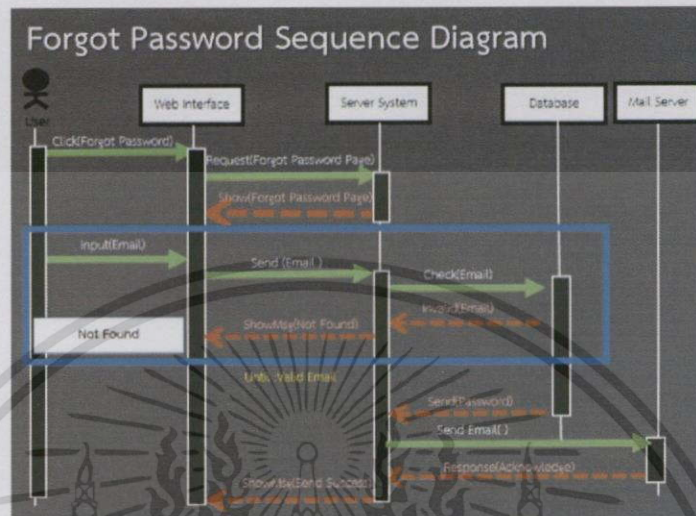 Forgot Password Sequence Diagram
User
Web Interface
Server System
Database
Mail Server
Click(Forgot Password)
Request(Forgot Password Page)
Show(Forgot Password Page)
Input(Email)
Send (Email )
Check(Email)
Invalid(Email)
ShowMsg(Not Found)
Not Found
Until Valid Email
Send(Password)
Send Email( )
Response(Acknowledge)
ShowMsg(Send Success)